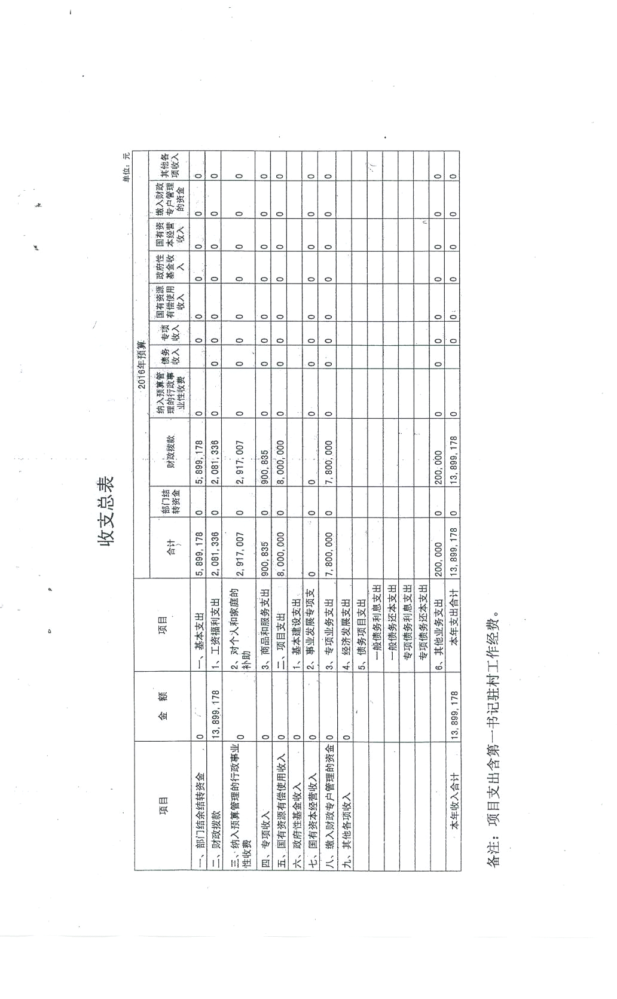 收支总表
单位：元
项目 金 额 项目 2016年预算
合计 部门结转资金 财政拨款 纳入预算管理的行政事业性收费 债务收入 专项收入 国有资源有偿使用收入 政府性基金收入 国有资本经营收入 缴入财政专户管理的资金 其他各项收入
一、部门结余结转资金 0 一、基本支出 5,899,178 0 5,899,178 0 0 0 0 0 0 0
二、财政拨款 13,899,178 1、工资福利支出 2,081,336 0 2,081,336 0 0 0 0 0 0 0 0
三、纳入预算管理的行政事业性收费 0 2、对个人和家庭的补助 2,917,007 0 2,917,007 0 0 0 0 0 0 0 0
四、专项收入 0 3、商品和服务支出 900,835 0 900,835 0 0 0 0 0 0 0 0
五、国有资源有偿使用收入 0 二、项目支出 8,000,000 0 8,000,000 0 0 0 0 0 0 0 0
六、政府性基金收入 0 1、基本建设支出
七、国有资本经营收入 0 2、事业发展专项支 0 0 0 0 0 0 0 0 0 0 0
八、缴入财政专户管理的资金 0 3、专项业务支出 7,800,000 0 7,800,000 0 0 0 0 0 0 0 0
九、其他各项收入 0 4、经济发展支出
5、债务项目支出
一般债务利息支出
一般债务还本支出
专项债务利息支出
专项债务还本支出
6、其他业务支出 200,000 0 200,000 0 0 0 0 0 0 0 0
本年收入合计 13,899,178 本年支出合计 13,899,178 0 13,899,178 0 0 0 0 0 0 0
备注：项目支出含第一书记驻村工作经费。